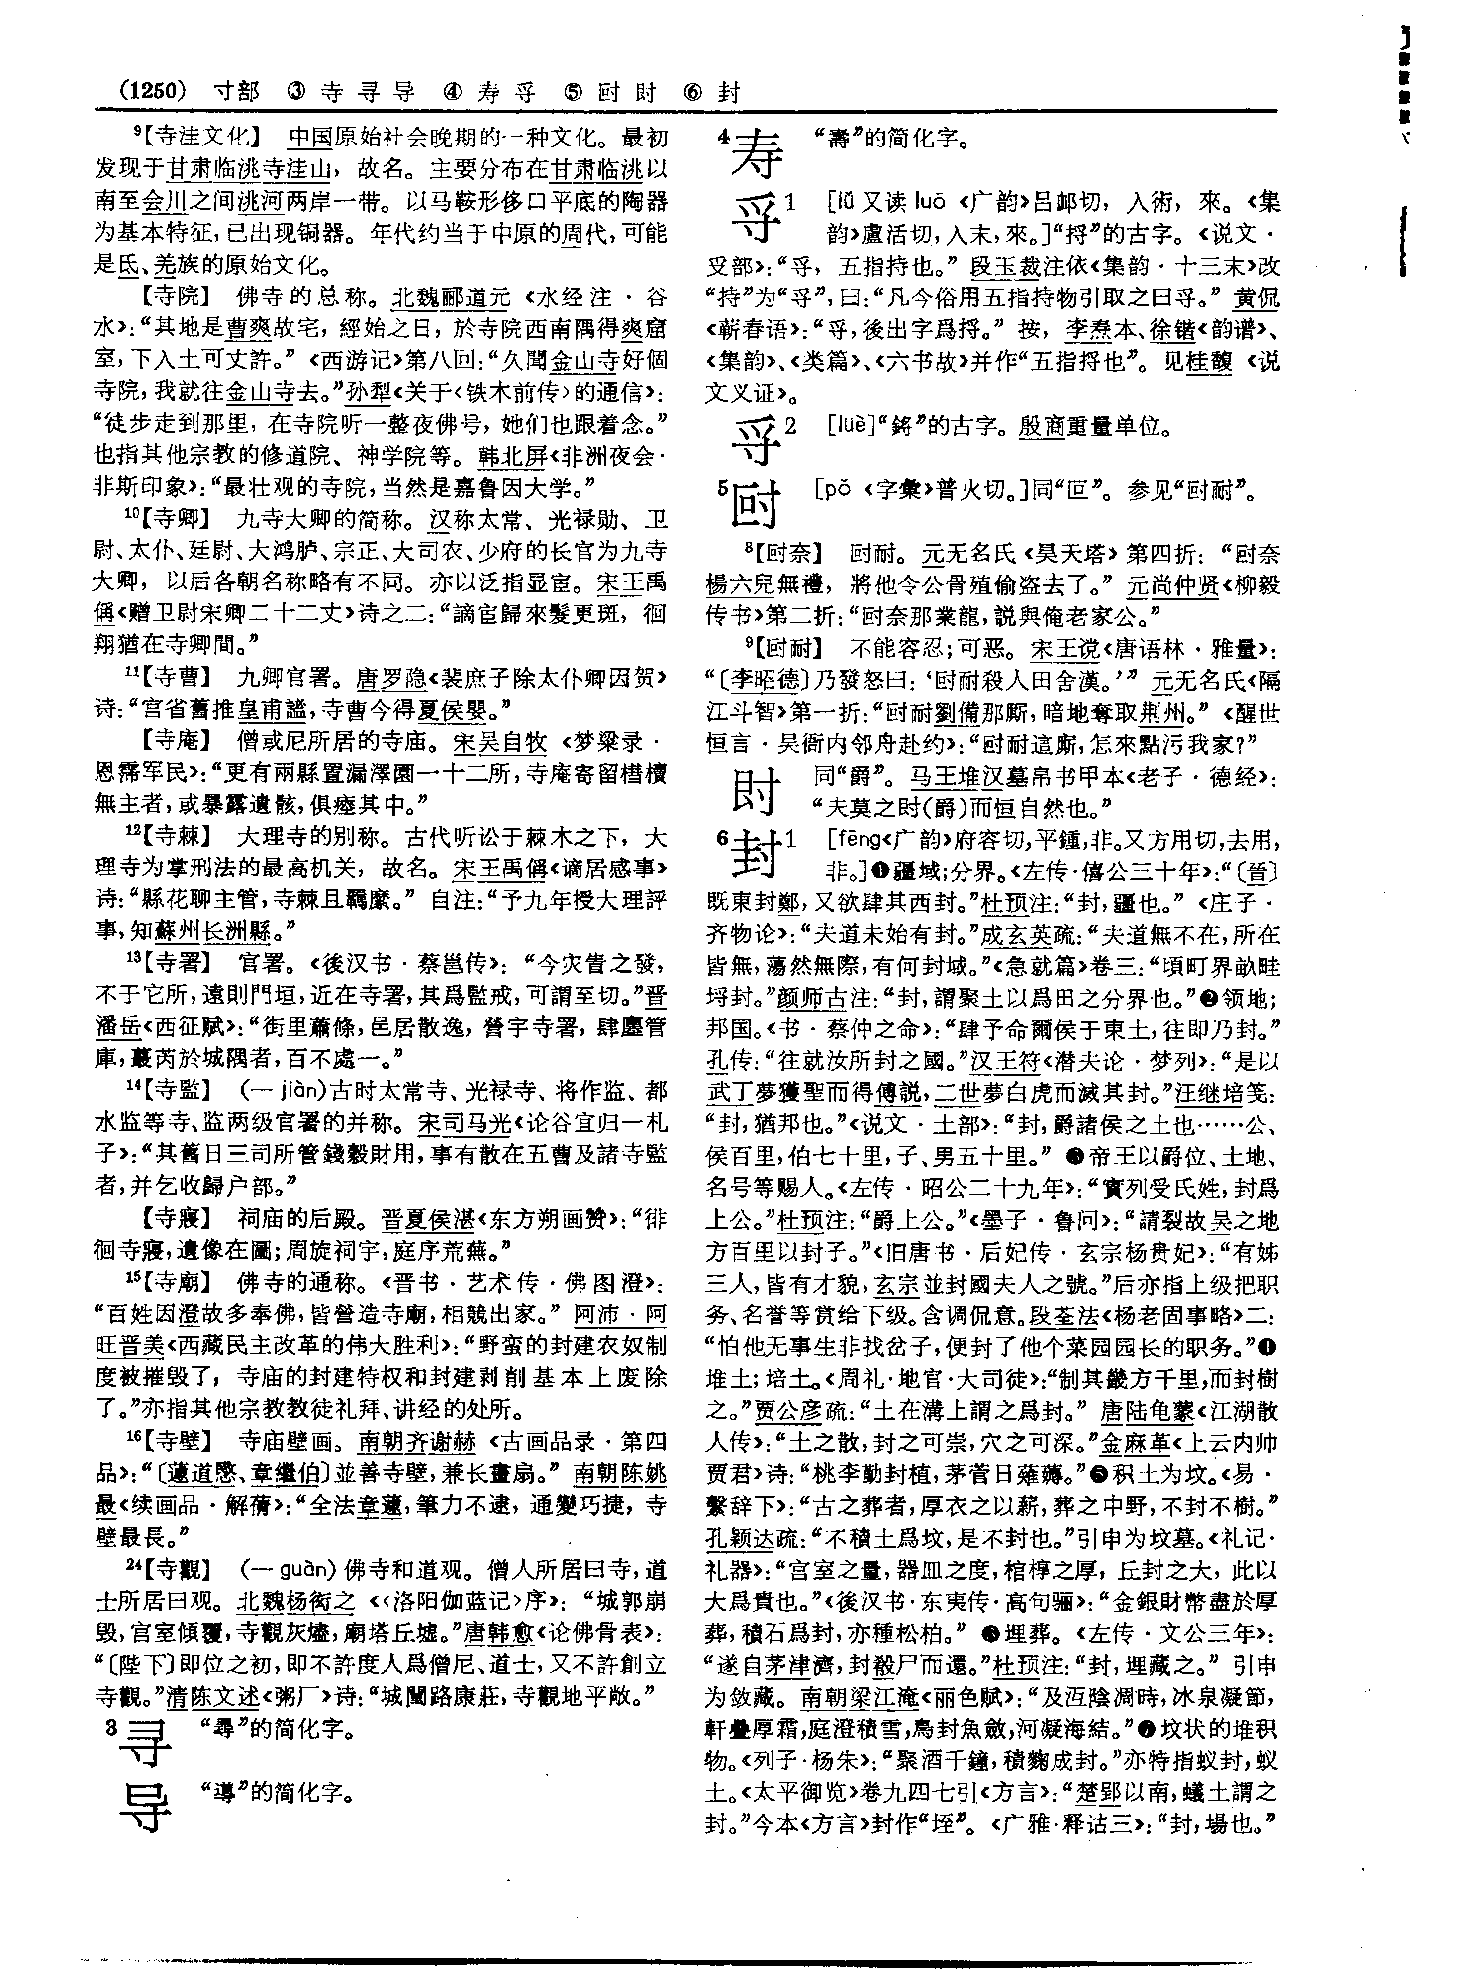 (1250) 寸部 ③ 寺 寻 导 ④ 寿 寽 ⑤ 𡬿 𡬾 ⑥ 封
⁹【寺洼文化】 中国原始社会晚期的一种文化。最初
发现于甘肃临洮寺洼山，故名。主要分布在甘肃临洮以
南至会川之间洮河两岸一带。以马鞍形侈口平底的陶器
为基本特征，已出现铜器。年代约当于中原的周代，可能
是氐、羌族的原始文化。
【寺院】 佛寺的总称。北魏郦道元《水经注·谷
水》：“其地是曹爽故宅，經始之日，於寺院西南隅得爽窟
室，下入土可丈許。”《西游记》第八回：“久聞金山寺好個
寺院，我就往金山寺去。”孙犁《关于〈铁木前传〉的通信》：
“徒步走到那里，在寺院听一整夜佛号，她们也跟着念。”
也指其他宗教的修道院、神学院等。韩北屏《非洲夜会·
非斯印象》：“最壮观的寺院，当然是嘉鲁因大学。”
¹⁰【寺卿】 九寺大卿的简称。汉称太常、光禄勋、卫
尉、太仆、廷尉、大鸿胪、宗正、大司农、少府的长官为九寺
大卿，以后各朝名称略有不同。亦以泛指显宦。宋王禹
偁《赠卫尉宋卿二十二丈》诗之二：“謫宦歸來髮更斑，徊
翔猶在寺卿間。”
¹¹【寺曹】 九卿官署。唐罗隐《裴庶子除太仆卿因贺》
诗：“宫省舊推皇甫謐，寺曹今得夏侯嬰。”
【寺庵】 僧或尼所居的寺庙。宋吴自牧《梦粱录·
恩霈军民》：“更有兩縣置漏澤園一十二所，寺庵寄留槥櫝
無主者，或暴露遺骸，俱瘞其中。”
¹²【寺棘】 大理寺的别称。古代听讼于棘木之下，大
理寺为掌刑法的最高机关，故名。宋王禹偁《谪居感事》
诗：“縣花聊主管，寺棘且羈縻。”自注：“予九年授大理評
事，知蘇州长洲縣。”
¹³【寺署】 官署。《後汉书·蔡邕传》：“今灾眚之發，
不于它所，遠則門垣，近在寺署，其爲監戒，可謂至切。”晋
潘岳《西征赋》：“街里蕭條，邑居散逸，營宇寺署，肆廛管
庫，蕞芮於城隅者，百不處一。”
¹⁴【寺監】 （一jiàn）古时太常寺、光禄寺、将作监、都
水监等寺、监两级官署的并称。宋司马光《论谷宜归一札
子》：“其舊日三司所管錢穀財用，事有散在五曹及諸寺監
者，并乞收歸户部。”
【寺寢】 祠庙的后殿。晋夏侯湛《东方朔画赞》：“徘
徊寺寢，遺像在圖；周旋祠宇，庭序荒蕪。”
¹⁵【寺廟】 佛寺的通称。《晋书·艺术传·佛图澄》：
“百姓因澄故多奉佛，皆營造寺廟，相競出家。”阿沛·阿
旺晋美《西藏民主改革的伟大胜利》：“野蛮的封建农奴制
度被摧毁了，寺庙的封建特权和封建剥削基本上废除
了。”亦指其他宗教教徒礼拜、讲经的处所。
¹⁶【寺壁】 寺庙壁画。南朝齐谢赫《古画品录·第四
品》：“〔蘧道愍、章繼伯〕並善寺壁，兼长畫扇。”南朝陈姚
最《续画品·解蒨》：“全法章蘧，筆力不逮，通變巧捷，寺
壁最長。”
²⁴【寺觀】 （一guàn）佛寺和道观。僧人所居曰寺，道
士所居曰观。北魏杨衒之《〈洛阳伽蓝记〉序》：“城郭崩
毁，宫室傾覆，寺觀灰燼，廟塔丘墟。”唐韩愈《论佛骨表》：
“〔陛下〕即位之初，即不許度人爲僧尼、道士，又不許創立
寺觀。”清陈文述《粥厂》诗：“城闉路康莊，寺觀地平敞。”
3 寻 “尋”的简化字。
导 “導”的简化字。
4 寿 “壽”的简化字。
寽1 [lǜ 又读 luō《广韵》吕䘏切，入術，來。《集
韵》盧活切，入末，來。]“捋”的古字。《说文·
𠬪部》：“寽，五指持也。”段玉裁注依《集韵·十三末》改
“持”为“寽”，曰：“凡今俗用五指持物引取之曰寽。”黄侃
《蕲春语》：“寽，後出字爲捋。”按，李焘本、徐锴《韵谱》、
《集韵》、《类篇》、《六书故》并作“五指捋也”。见桂馥《说
文义证》。
寽2 [lüè]“鋝”的古字。殷商重量单位。
5 𡬿 [pǒ《字彙》普火切。]同“叵”。参见“𡬿耐”。
⁸【𡬿奈】 𡬿耐。元无名氏《昊天塔》第四折：“𡬿奈
楊六兒無禮，將他令公骨殖偷盗去了。”元尚仲贤《柳毅
传书》第二折：“𡬿奈那業龍，説與俺老家公。”
⁹【𡬿耐】 不能容忍；可恶。宋王谠《唐语林·雅量》：
“〔李昭德〕乃發怒曰：‘𡬿耐殺人田舍漢。’”元无名氏《隔
江斗智》第一折：“𡬿耐劉備那厮，暗地奪取荆州。”《醒世
恒言·吴衙内邻舟赴约》：“𡬿耐這厮，怎來點污我家？”
𡬾 同“爵”。马王堆汉墓帛书甲本《老子·德经》：
“夫莫之𡬾(爵)而恒自然也。”
6 封1 [fēng《广韵》府容切，平鍾，非。又方用切，去用，
非。]❶疆域；分界。《左传·僖公三十年》：“〔晉〕
既東封鄭，又欲肆其西封。”杜预注：“封，疆也。”《庄子·
齐物论》：“夫道未始有封。”成玄英疏：“夫道無不在，所在
皆無，蕩然無際，有何封域。”《急就篇》卷三：“頃町界畝畦
埒封。”颜师古注：“封，謂聚土以爲田之分界也。”❷领地；
邦国。《书·蔡仲之命》：“肆予命爾侯于東土，往即乃封。”
孔传：“往就汝所封之國。”汉王符《潜夫论·梦列》：“是以
武丁夢獲聖而得傅説，二世夢白虎而滅其封。”汪继培笺：
“封，猶邦也。”《说文·土部》：“封，爵諸侯之土也……公、
侯百里，伯七十里，子、男五十里。”❸帝王以爵位、土地、
名号等赐人。《左传·昭公二十九年》：“實列受氏姓，封爲
上公。”杜预注：“爵上公。”《墨子·鲁问》：“請裂故吴之地
方百里以封子。”《旧唐书·后妃传·玄宗杨贵妃》：“有姊
三人，皆有才貌，玄宗並封國夫人之號。”后亦指上级把职
务、名誉等赏给下级。含调侃意。段荃法《杨老固事略》二：
“怕他无事生非找岔子，便封了他个菜园园长的职务。”❹
堆土；培土。《周礼·地官·大司徒》：“制其畿方千里，而封樹
之。”贾公彦疏：“土在溝上謂之爲封。”唐陆龟蒙《江湖散
人传》：“土之散，封之可崇，穴之可深。”金麻革《上云内帅
贾君》诗：“桃李勤封植，茅菅日薙薅。”❺积土为坟。《易·
繫辞下》：“古之葬者，厚衣之以薪，葬之中野，不封不樹。”
孔颖达疏：“不積土爲坟，是不封也。”引申为坟墓。《礼记·
礼器》：“宫室之量，器皿之度，棺椁之厚，丘封之大，此以
大爲貴也。”《後汉书·东夷传·高句骊》：“金銀財幣盡於厚
葬，積石爲封，亦種松柏。”❻埋葬。《左传·文公三年》：
“遂自茅津濟，封殽尸而還。”杜预注：“封，埋藏之。”引申
为敛藏。南朝梁江淹《丽色赋》：“及沍陰凋時，冰泉凝節，
軒疊厚霜，庭澄積雪，鳥封魚斂，河凝海結。”❼坟状的堆积
物。《列子·杨朱》：“聚酒千鐘，積麴成封。”亦特指蚁封，蚁
土。《太平御览》卷九四七引《方言》：“楚郢以南，蟻土謂之
封。”今本《方言》封作“垤”。《广雅·释诂三》：“封，場也。”